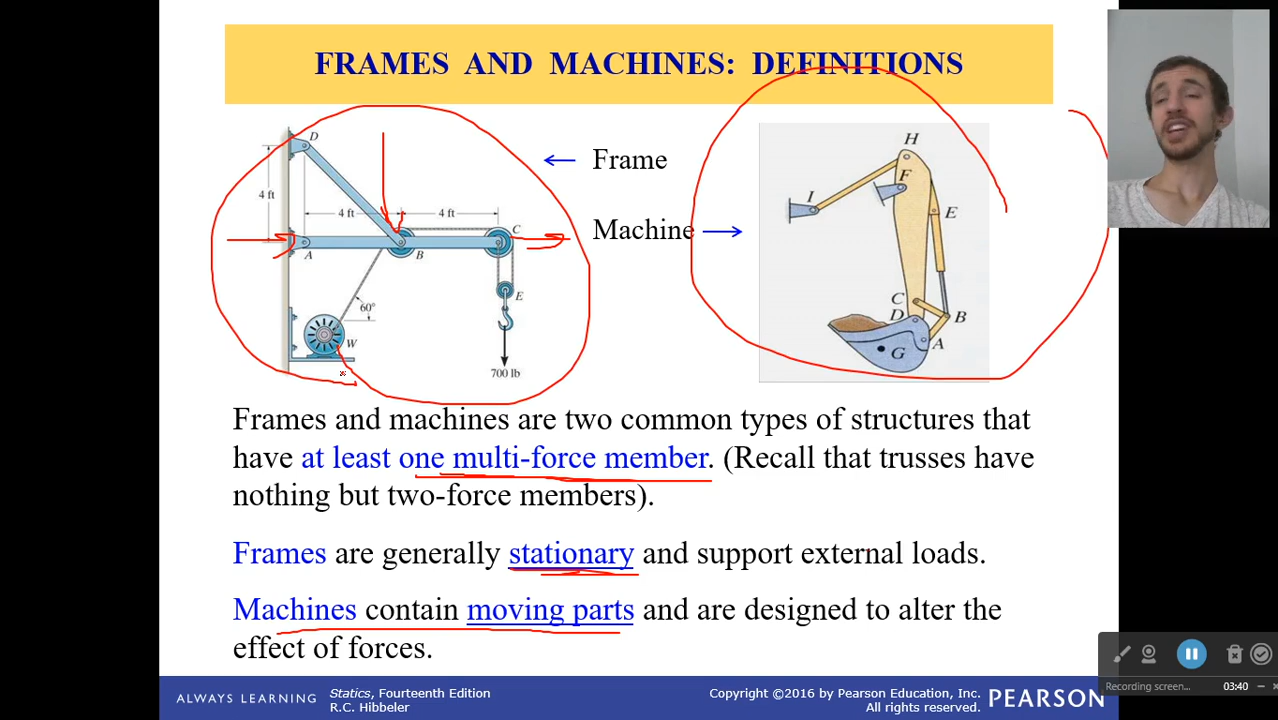 FRAMES AND MACHINES: DEFINITIONS
D
4 ft
4 ft
4 ft
A
B
C
E
60°
W
700 lb
Frame
Machine
H
F
I
E
C
D
B
A
G
Frames and machines are two common types of structures that
have at least one multi-force member. (Recall that trusses have
nothing but two-force members).
Frames are generally stationary and support external loads.
Machines contain moving parts and are designed to alter the
effect of forces.
ALWAYS LEARNING
Statics, Fourteenth Edition
R.C. Hibbeler
Copyright ©2016 by Pearson Education, Inc.
All rights reserved.
PEARSON
Recording screen...
03:40